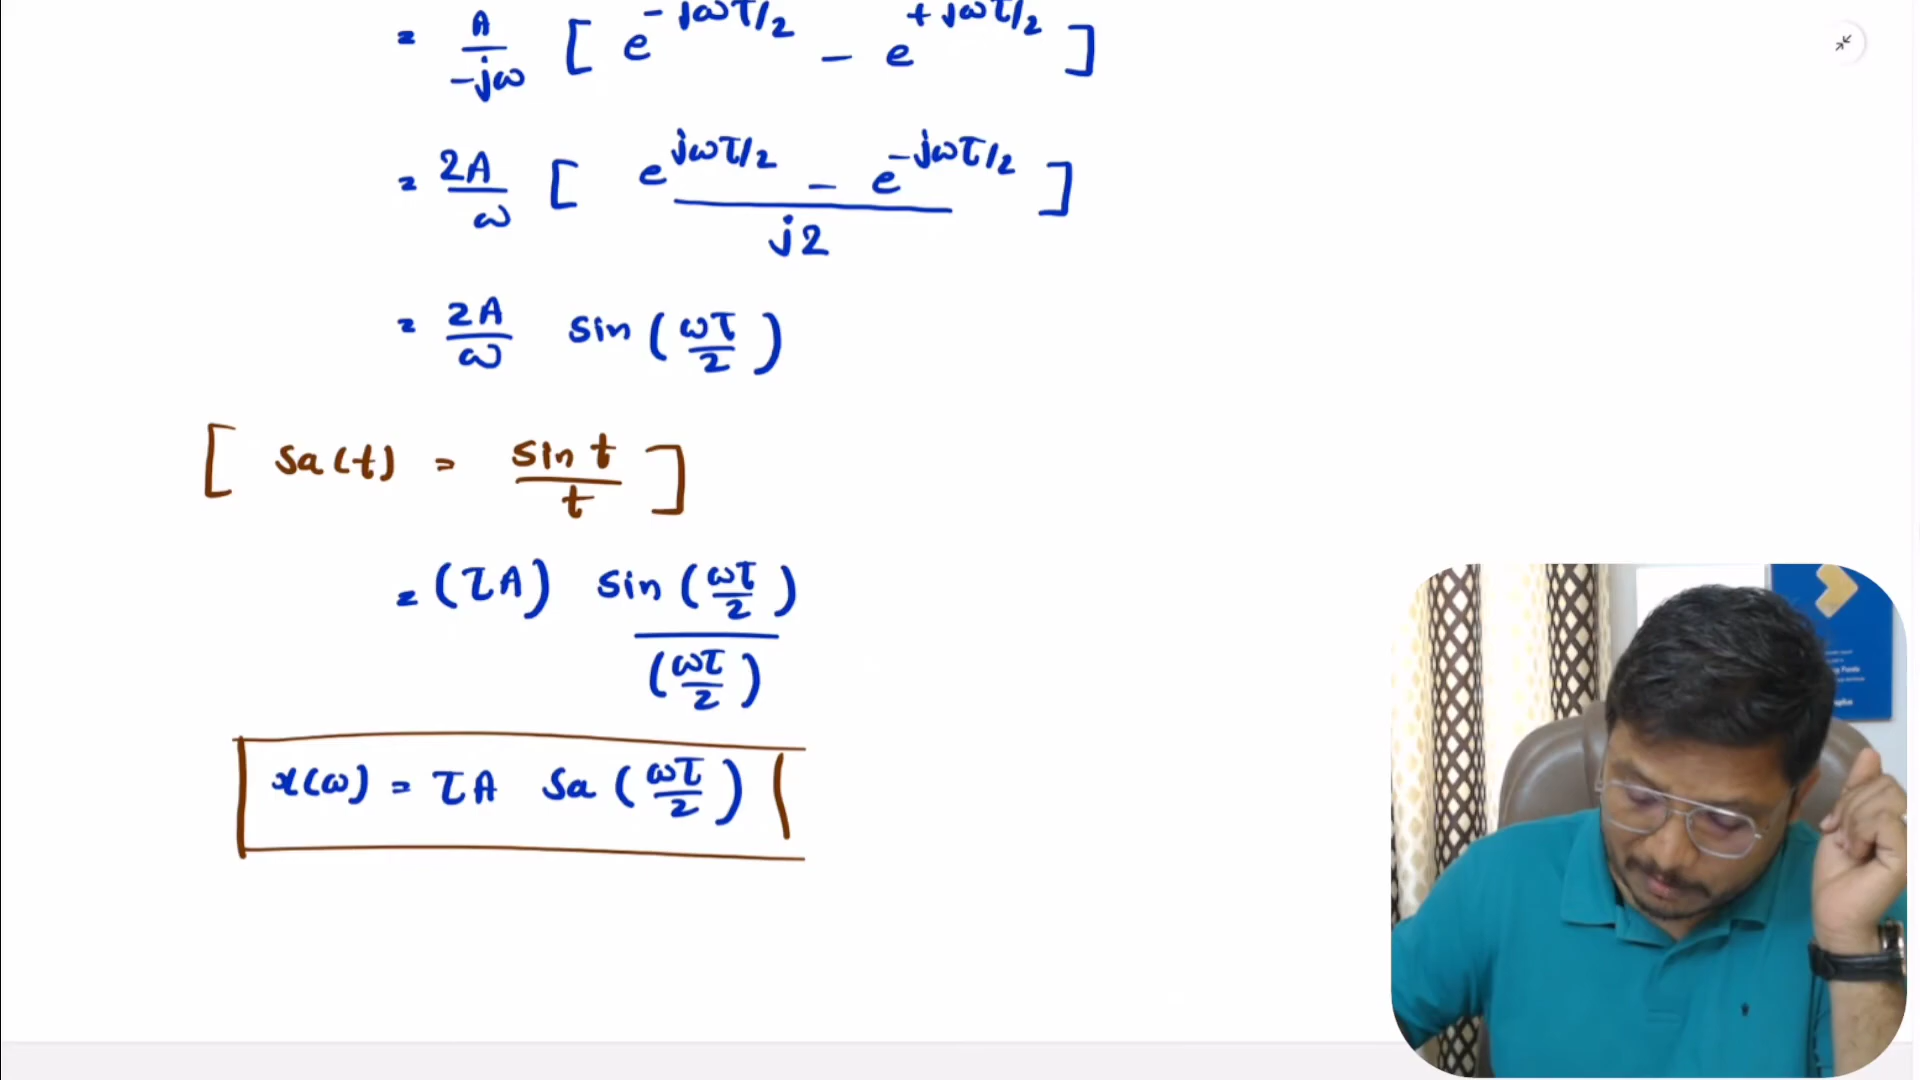 = A/-jω [ e^-jωτ/2 - e^+jωτ/2 ]
= 2A/ω [ e^jωτ/2 - e^-jωτ/2 / j2 ]
= 2A/ω sin ( ωτ/2 )
[ Sa(t) = sin t / t ]
= (τA) sin ( ωτ/2 ) / ( ωτ/2 )
x(ω) = τA Sa ( ωτ/2 )